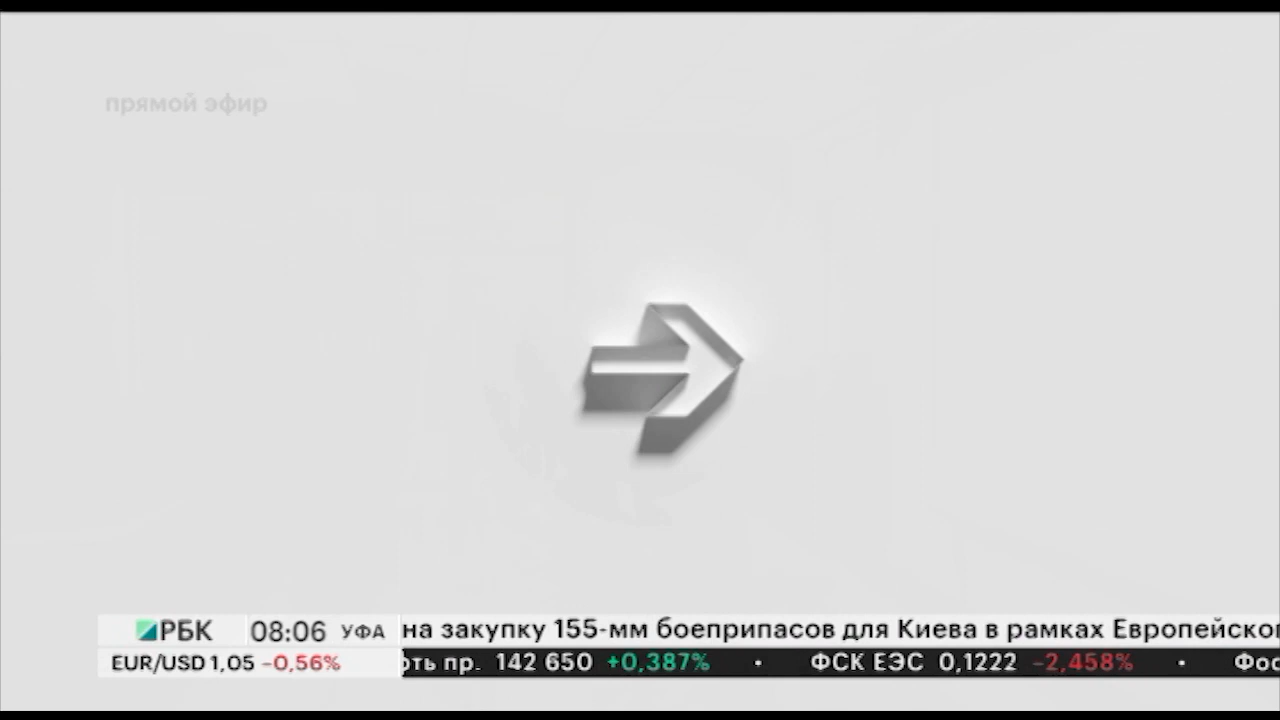 прямой эфир
РБК 08:06 УФА на закупку 155-мм боеприпасов для Киева в рамках
EUR/USD 1,05 -0,56% пр. 142 650 +0,387% • ФСК ЕЭС 0,1222 -2,458% •